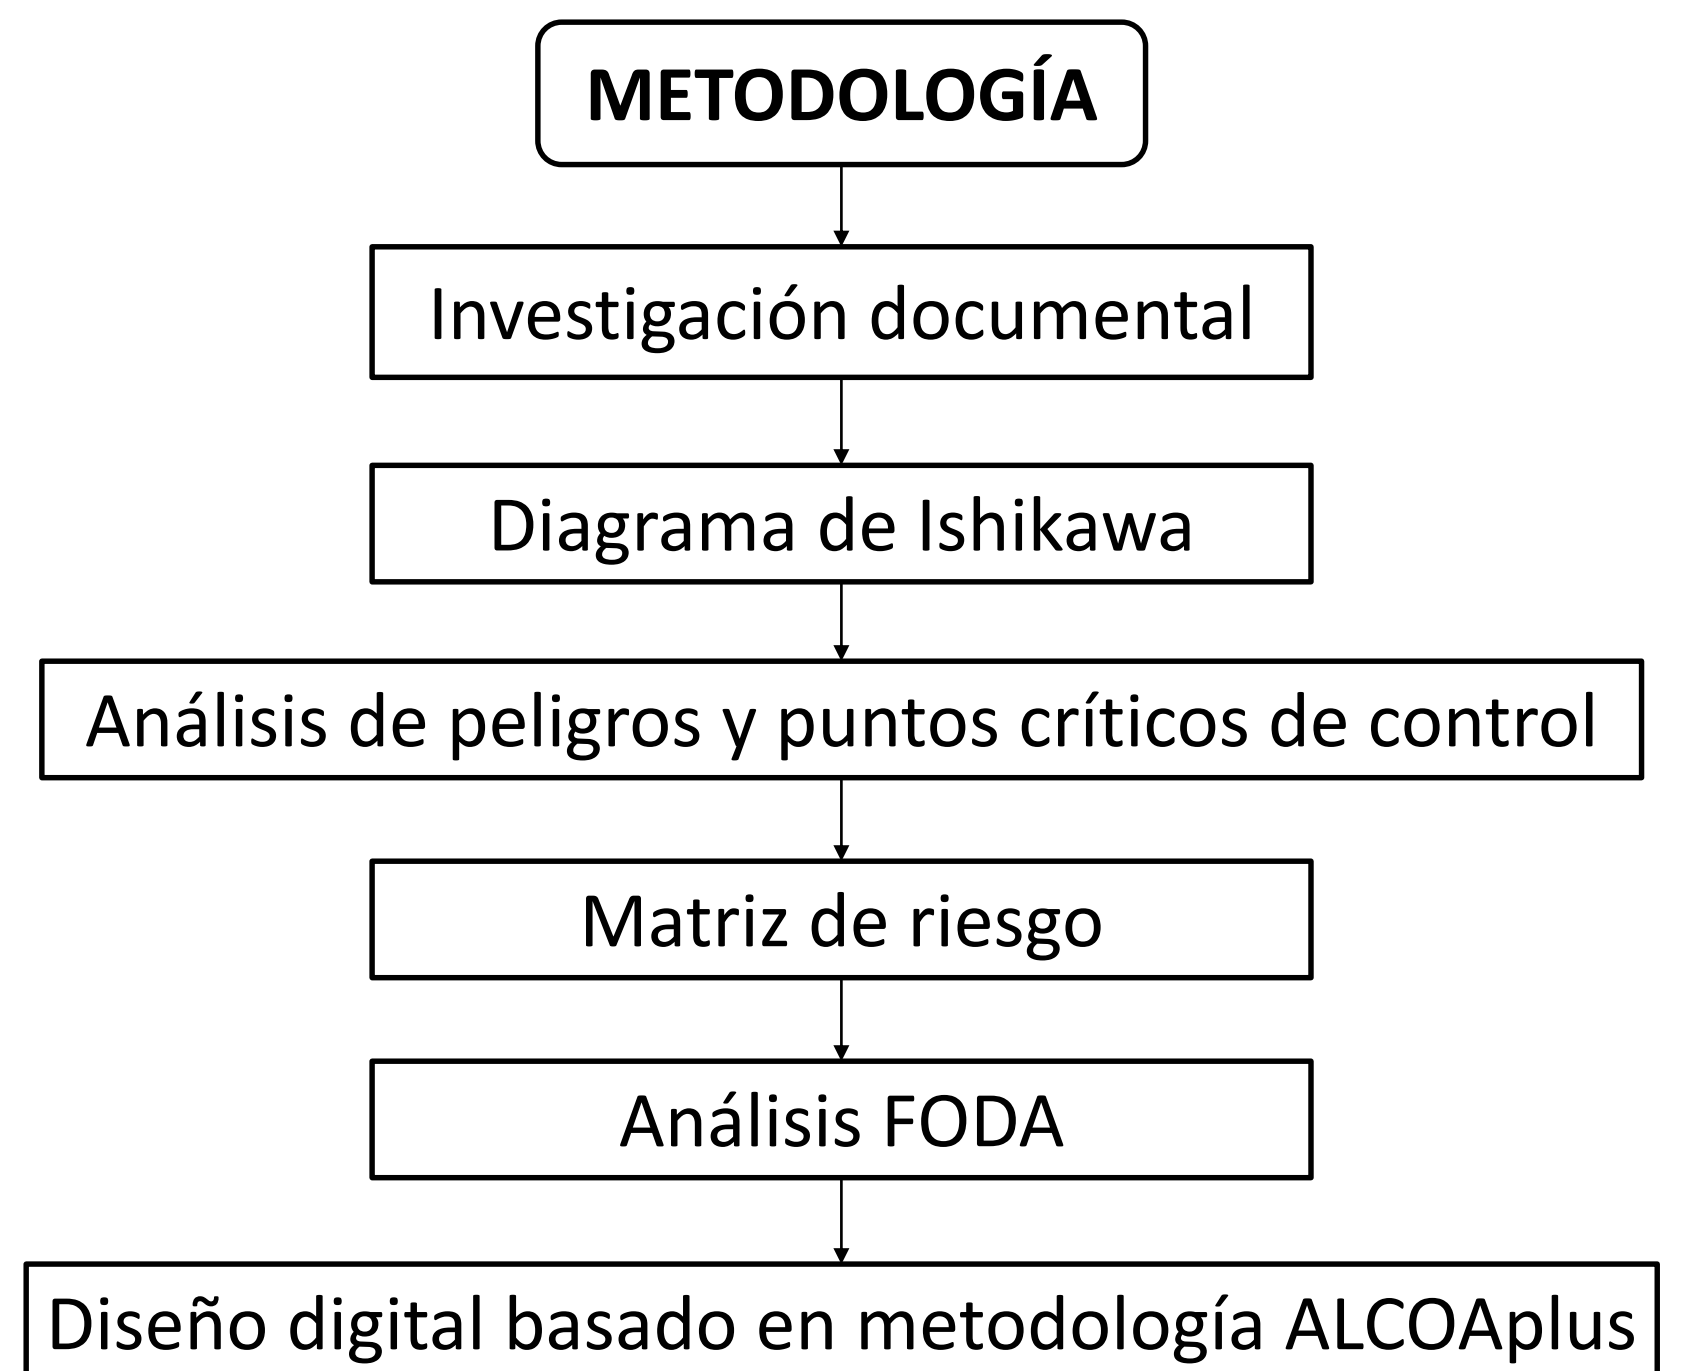 METODOLOGÍA
Investigación documental
Diagrama de Ishikawa
Análisis de peligros y puntos críticos de control
Matriz de riesgo
Análisis FODA
Diseño digital basado en metodología ALCOAplus